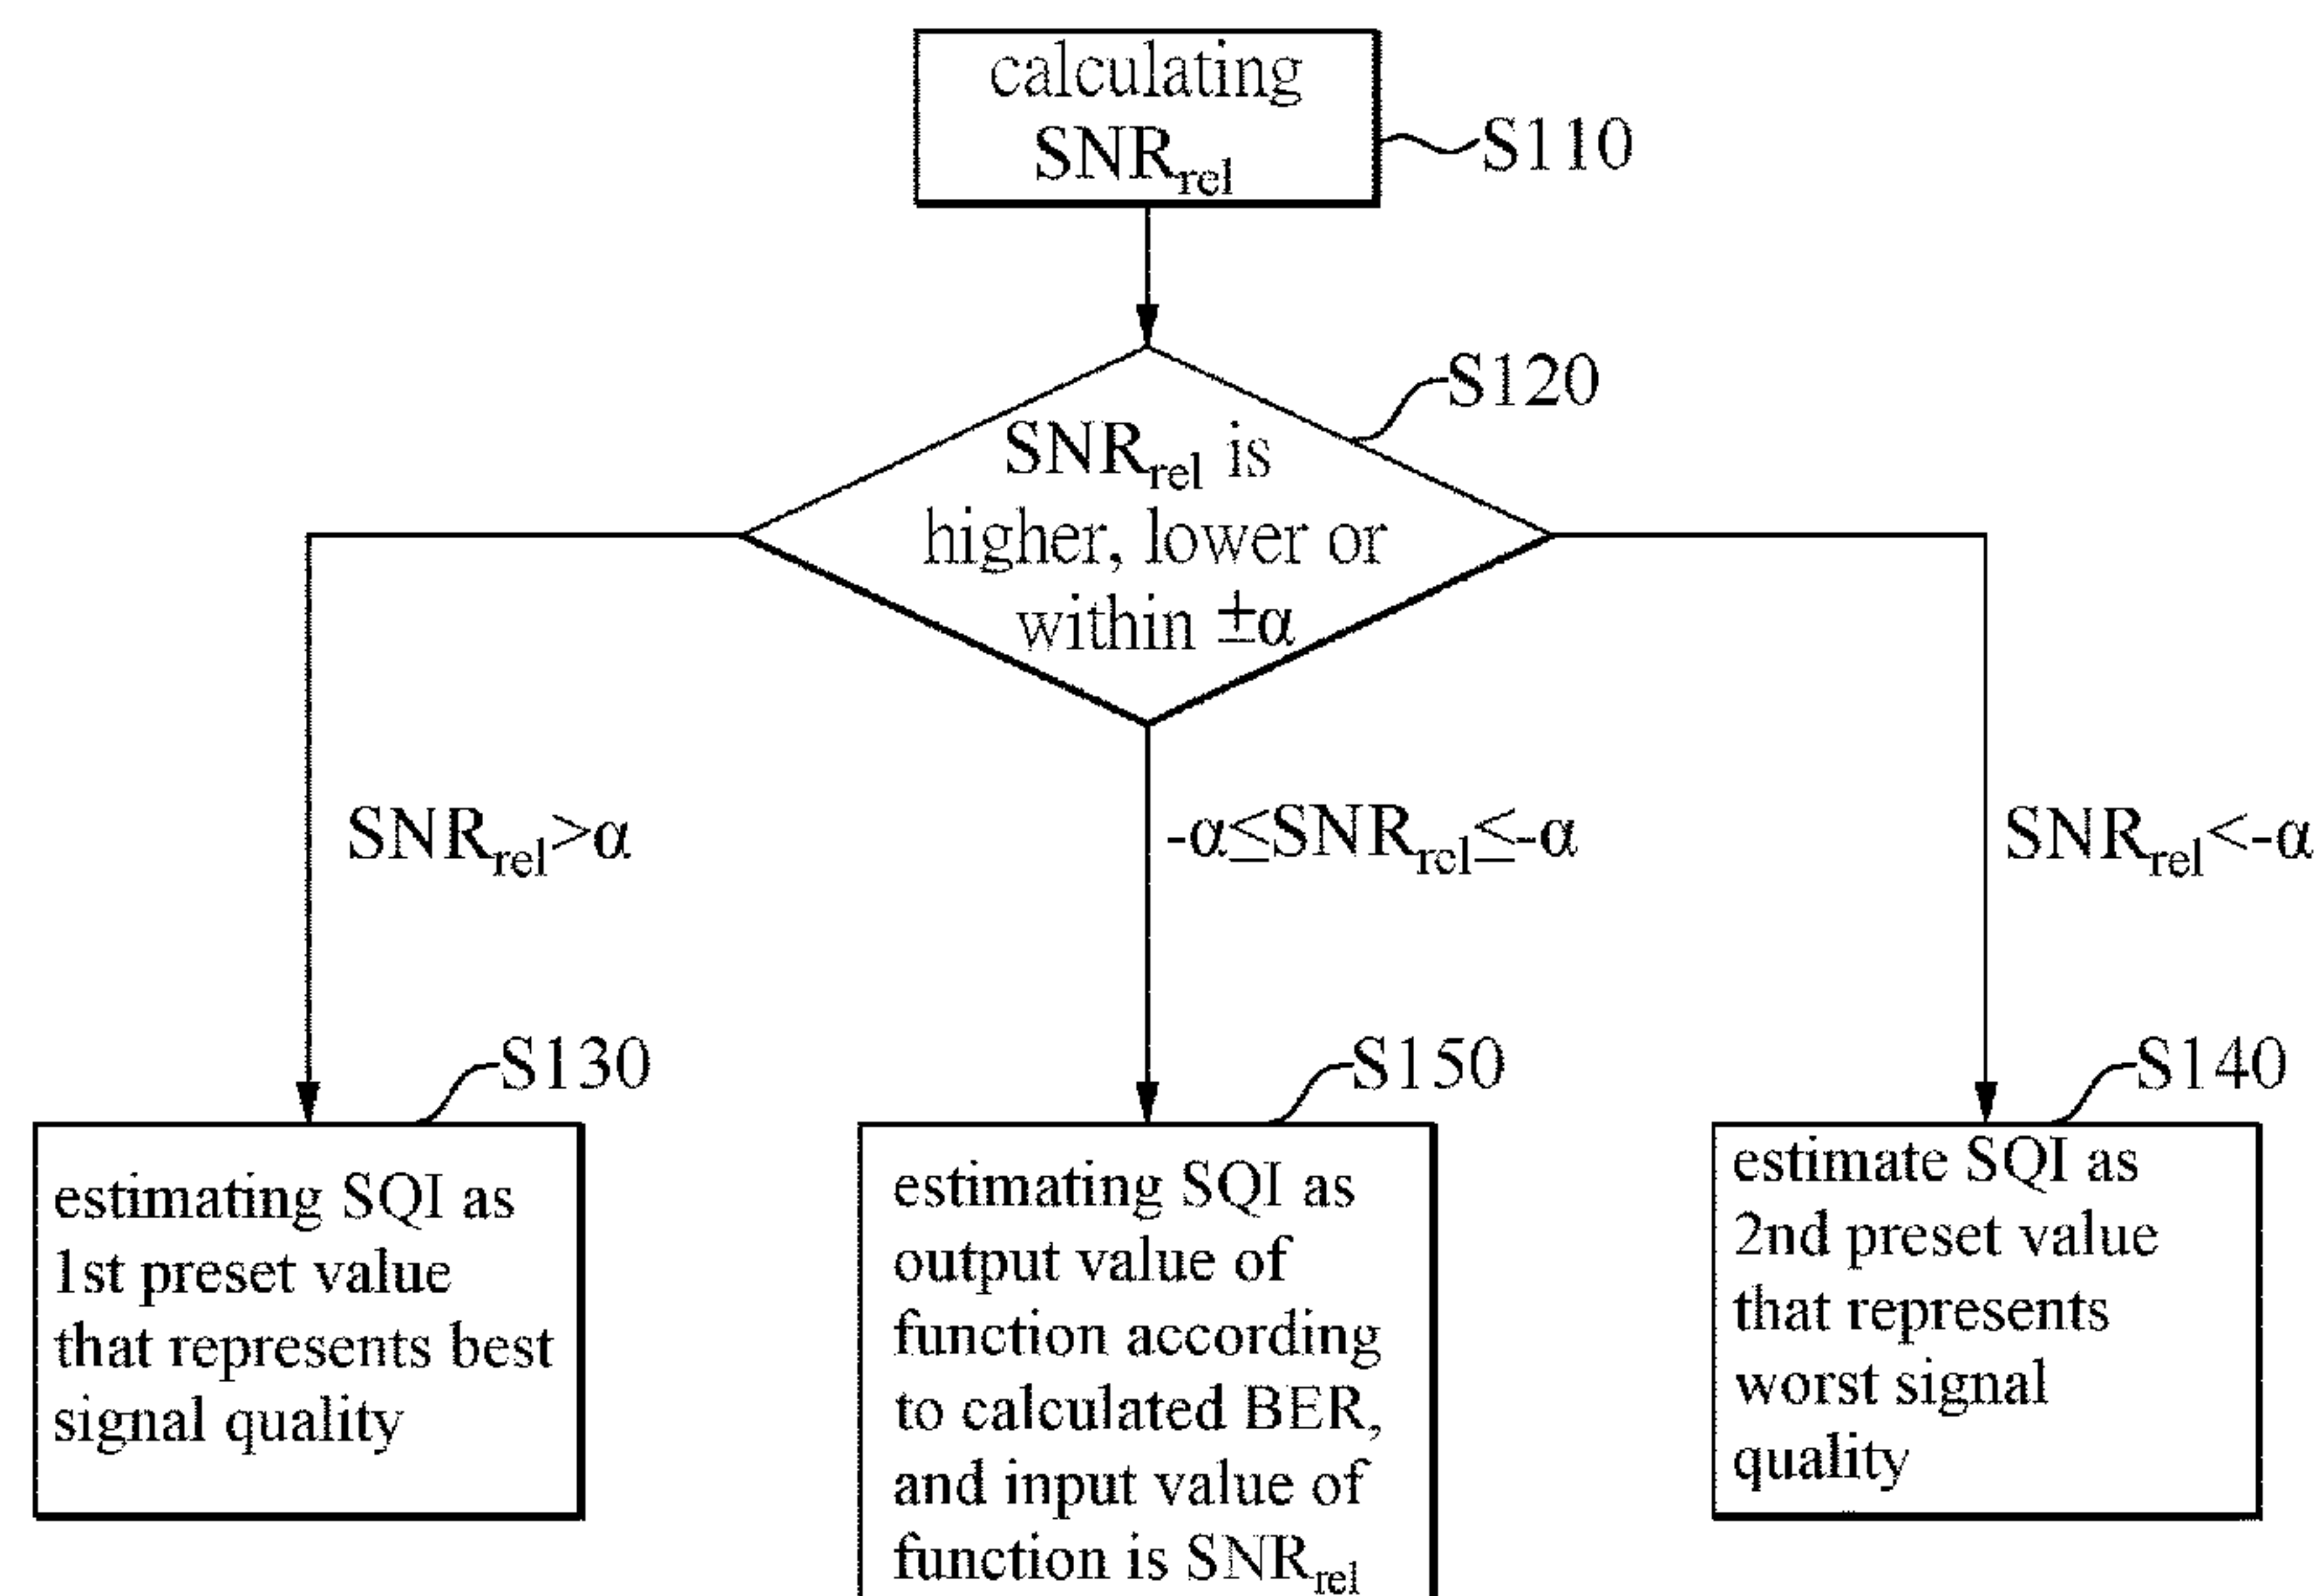 calculating
SNRrel
S110
S120
SNRrel is
higher, lower or
within ±α
SNRrel>α
-α≤SNRrel≤-α
SNRrel<-α
S130
estimating SQI as
1st preset value
that represents best
signal quality
S150
estimating SQI as
output value of
function according
to calculated BER,
and input value of
function is SNRrel
S140
estimate SQI as
2nd preset value
that represents
worst signal
quality